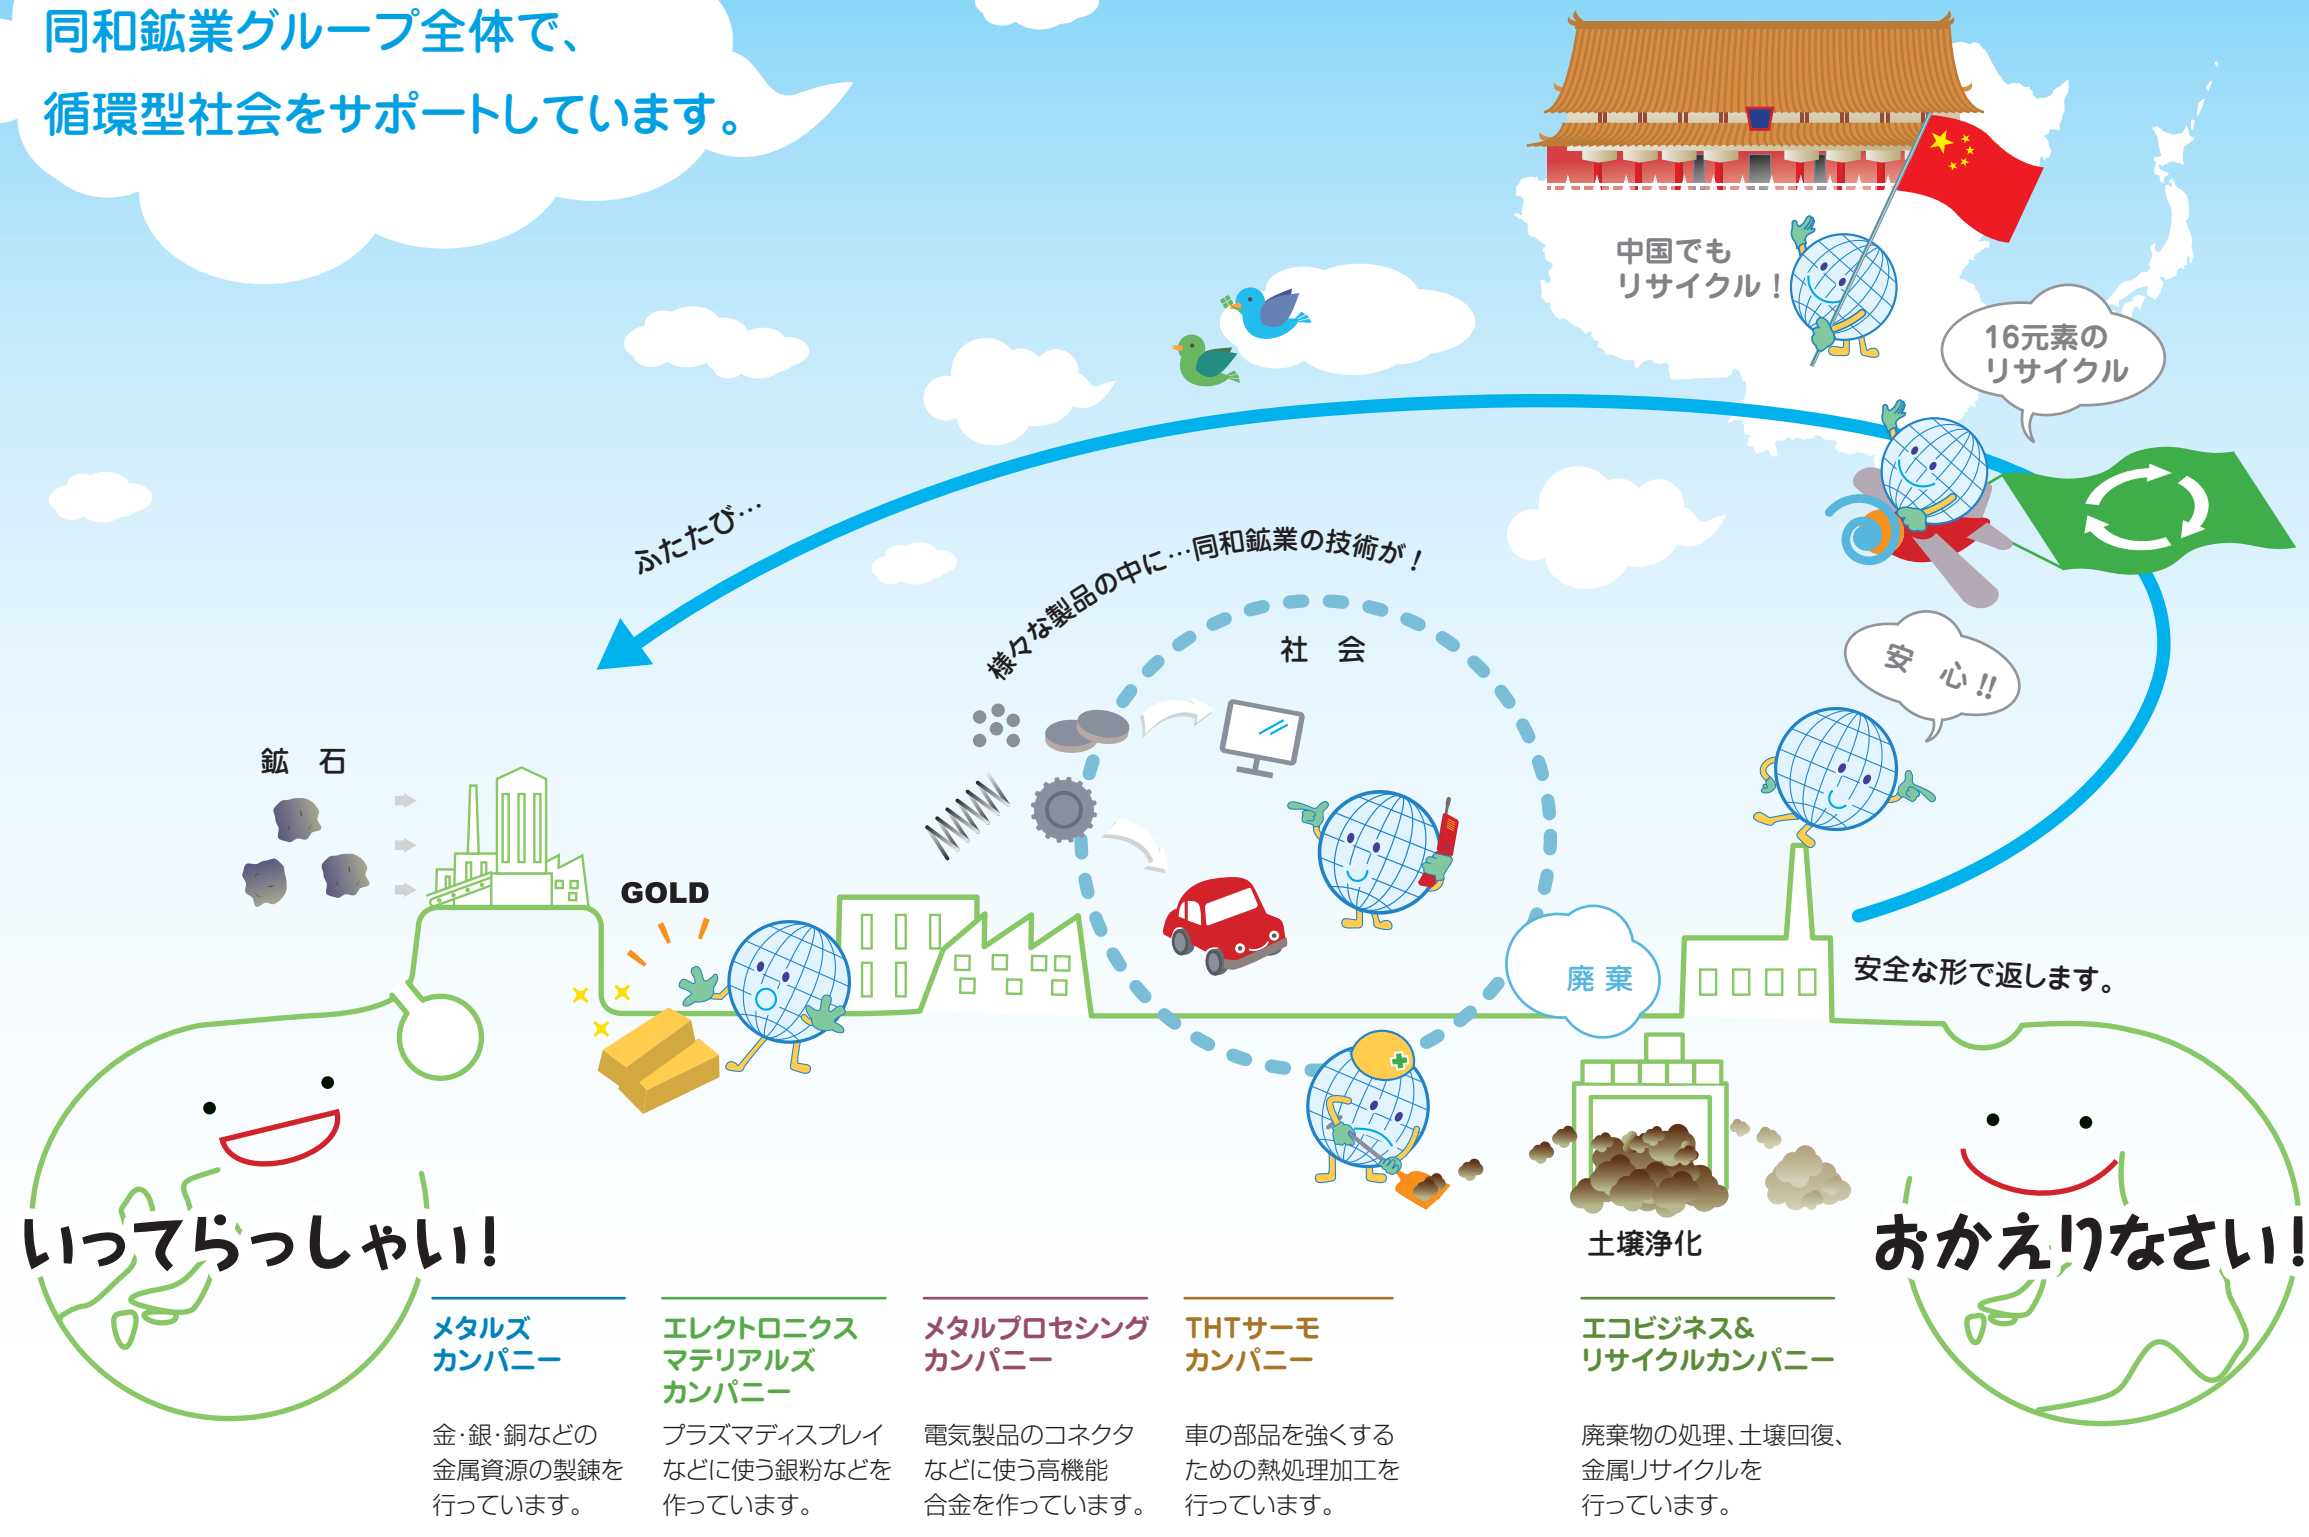 同和鉱業グループ全体で、
循環型社会をサポートしています。
中国でも
リサイクル！
16元素の
リサイクル
ふたたび…
様々な製品の中に…同和鉱業の技術が！
社 会
安 心!!
鉱 石
GOLD
廃 棄
安全な形で返します。
土壌浄化
いってらっしゃい!
おかえりなさい!
メタルズ
カンパニー
金・銀・銅などの
金属資源の製錬を
行っています。
エレクトロニクス
マテリアルズ
カンパニー
プラズマディスプレイ
などに使う銀粉などを
作っています。
メタルプロセシング
カンパニー
電気製品のコネクタ
などに使う高機能
合金を作っています。
THTサーモ
カンパニー
車の部品を強くする
ための熱処理加工を
行っています。
エコビジネス&
リサイクルカンパニー
廃棄物の処理、土壌回復、
金属リサイクルを
行っています。